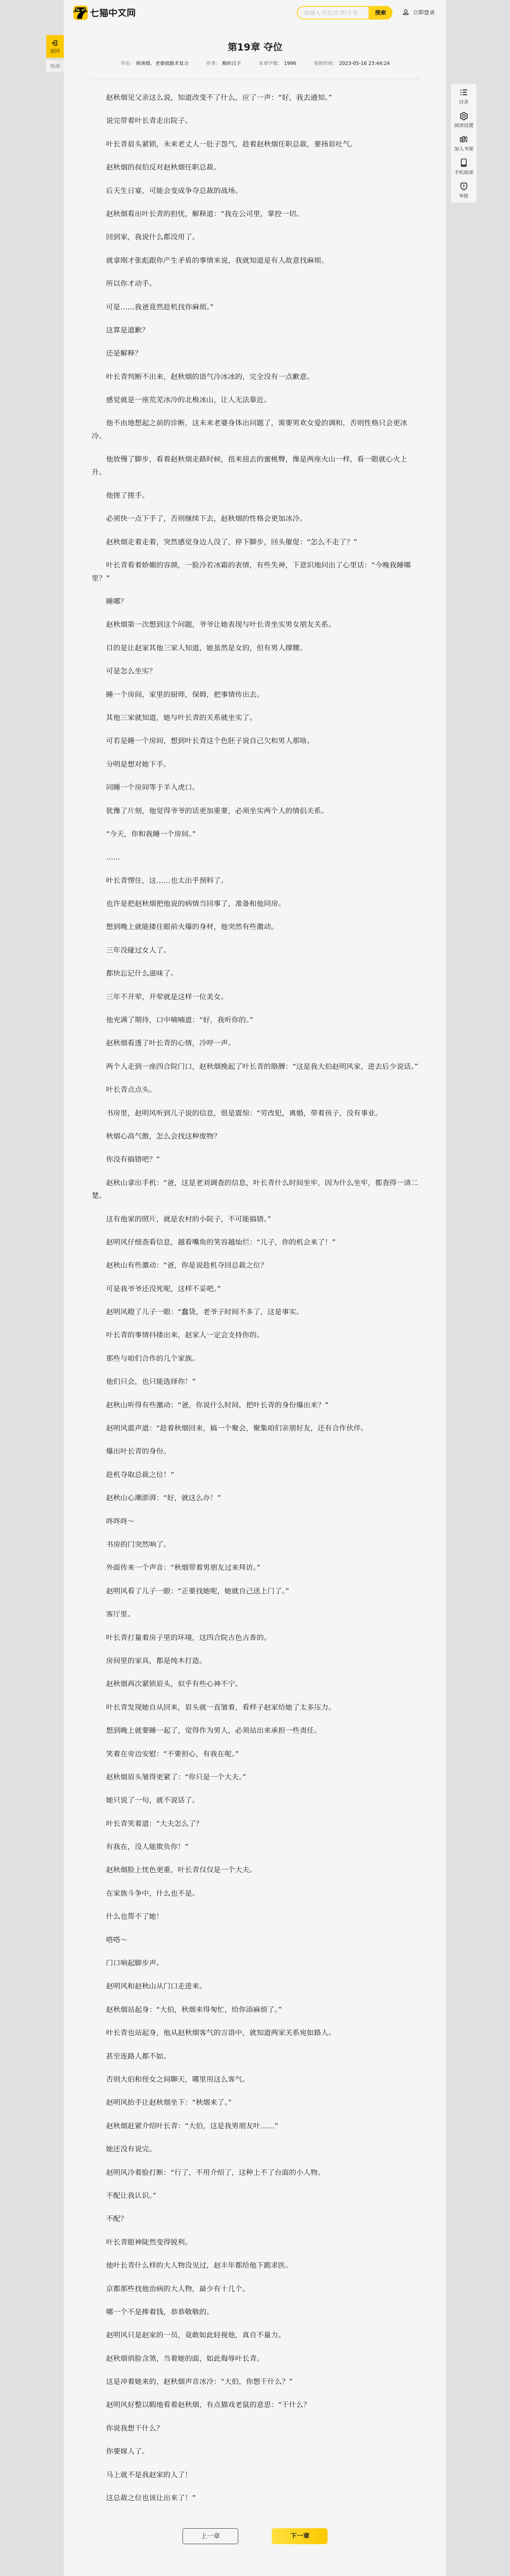 七猫中文网
请输入书名/作者/主角
搜索
立即登录
返回
指南
目录
阅读设置
加入书架
手机阅读
举报
第19章 夺位
书名: 刚满狱，老婆就跪求复合 作者: 搬砖汉子 本章字数: 1996 更新时间: 2023-05-16 23:44:24
赵秋烟见父亲这么说，知道改变不了什么，应了一声：“好，我去通知。”
说完带着叶长青走出院子。
叶长青眉头紧锁，未来老丈人一肚子怨气，趁着赵秋烟任职总裁，要扬眉吐气。
赵秋烟的叔伯反对赵秋烟任职总裁。
后天生日宴，可能会变成争夺总裁的战场。
赵秋烟看出叶长青的担忧，解释道：“我在公司里，掌控一切。
回到家，我说什么都没用了。
就拿刚才张彪跟你产生矛盾的事情来说，我就知道是有人故意找麻烦。
所以你才动手。
可是……我爸竟然趁机找你麻烦。”
这算是道歉？
还是解释？
叶长青判断不出来，赵秋烟的语气冷冰冰的，完全没有一点歉意。
感觉就是一座荒芜冰冷的北极冰山，让人无法靠近。
他不由地想起之前的诊断，这未来老婆身体出问题了，需要男欢女爱的调和，否则性格只会更冰
冷。
他放慢了脚步，看着赵秋烟走路时候，扭来扭去的蜜桃臀，像是两座火山一样，看一眼就心火上
升。
他搓了搓手。
必须快一点下手了，否则继续下去，赵秋烟的性格会更加冰冷。
赵秋烟走着走着，突然感觉身边人没了，停下脚步，回头催促：“怎么不走了？”
叶长青看着娇媚的容颜，一脸冷若冰霜的表情，有些失神，下意识地问出了心里话：“今晚我睡哪
里？”
睡哪？
赵秋烟第一次想到这个问题，爷爷让她表现与叶长青坐实男女朋友关系。
目的是让赵家其他三家人知道，她虽然是女的，但有男人撑腰。
可是怎么坐实？
睡一个房间，家里的厨师，保姆，把事情传出去。
其他三家就知道，她与叶长青的关系就坐实了。
可若是睡一个房间，想到叶长青这个色胚子说自己欠和男人那啥。
分明是想对她下手。
同睡一个房间等于羊入虎口。
犹豫了片刻，他觉得爷爷的话更加重要，必须坐实两个人的情侣关系。
“今天，你和我睡一个房间。”
……
叶长青愣住，这……也太出乎预料了。
也许是把赵秋烟把他说的病情当回事了，准备和他同房。
想到晚上就能搂住眼前火爆的身材，他突然有些激动。
三年没碰过女人了。
都快忘记什么滋味了。
三年不开荤，开荤就是这样一位美女。
他充满了期待，口中喃喃道：“好，我听你的。”
赵秋烟看透了叶长青的心情，冷哼一声。
两个人走到一座四合院门口，赵秋烟挽起了叶长青的胳膊：“这是我大伯赵明风家，进去后少说话。”
叶长青点点头。
书房里，赵明风听到儿子说的信息，很是震惊：“劳改犯，离婚，带着孩子，没有事业。
秋烟心高气傲，怎么会找这种废物？
你没有搞错吧？”
赵秋山拿出手机：“爸，这是老刘调查的信息，叶长青什么时间坐牢，因为什么坐牢，都查得一清二
楚。
这有他家的照片，就是农村的小院子，不可能搞错。”
赵明风仔细查看信息，越看嘴角的笑容越灿烂：“儿子，你的机会来了！”
赵秋山有些激动：“爸，你是说趁机夺回总裁之位？
可是我爷爷还没死呢，这样不妥吧。”
赵明风瞪了儿子一眼：“蠢货，老爷子时间不多了，这是事实。
叶长青的事情抖搂出来，赵家人一定会支持你的。
那些与咱们合作的几个家族。
他们只会，也只能选择你！”
赵秋山听得有些激动：“爸，你说什么时间，把叶长青的身份爆出来？”
赵明风震声道：“趁着秋烟回来，搞一个聚会，聚集咱们亲朋好友，还有合作伙伴。
爆出叶长青的身份。
趁机夺取总裁之位！”
赵秋山心潮澎湃：“好，就这么办！”
咚咚咚～
书房的门突然响了。
外面传来一个声音：“秋烟带着男朋友过来拜访。”
赵明风看了儿子一眼：“正要找她呢，她就自己送上门了。”
客厅里。
叶长青打量着房子里的环境，这四合院古色古香的。
房间里的家具，都是纯木打造。
赵秋烟再次紧锁眉头，似乎有些心神不宁。
叶长青发现她自从回来，眉头就一直皱着，看样子赵家给她了太多压力。
想到晚上就要睡一起了，觉得作为男人，必须站出来承担一些责任。
笑着在旁边安慰：“不要担心，有我在呢。”
赵秋烟眉头皱得更紧了：“你只是一个大夫。”
她只说了一句，就不说话了。
叶长青笑着道：“大夫怎么了？
有我在，没人能欺负你！”
赵秋烟脸上忧色更重，叶长青仅仅是一个大夫。
在家族斗争中，什么也不是。
什么也帮不了她！
嗒嗒～
门口响起脚步声。
赵明风和赵秋山从门口走进来。
赵秋烟站起身：“大伯，秋烟来得匆忙，给你添麻烦了。”
叶长青也站起身，他从赵秋烟客气的言语中，就知道两家关系宛如路人。
甚至连路人都不如。
否则大伯和侄女之间聊天，哪里用这么客气。
赵明风抬手让赵秋烟坐下：“秋烟来了。”
赵秋烟赶紧介绍叶长青：“大伯，这是我男朋友叶……”
她还没有说完。
赵明风冷着脸打断：“行了，不用介绍了，这种上不了台面的小人物。
不配让我认识。”
不配？
叶长青眼神陡然变得锐利。
他叶长青什么样的大人物没见过，赵丰年都给他下跪求医。
京都那些找他治病的大人物，最少有十几个。
哪一个不是捧着钱，恭恭敬敬的。
赵明风只是赵家的一员，竟敢如此轻视他，真自不量力。
赵秋烟俏脸含煞，当着她的面，如此侮辱叶长青。
这是冲着她来的，赵秋烟声音冰冷：“大伯，你想干什么？”
赵明风好整以暇地看着赵秋烟，有点猫戏老鼠的意思：“干什么？
你说我想干什么？
你要嫁人了。
马上就不是我赵家的人了！
这总裁之位也该让出来了！”
上一章
下一章